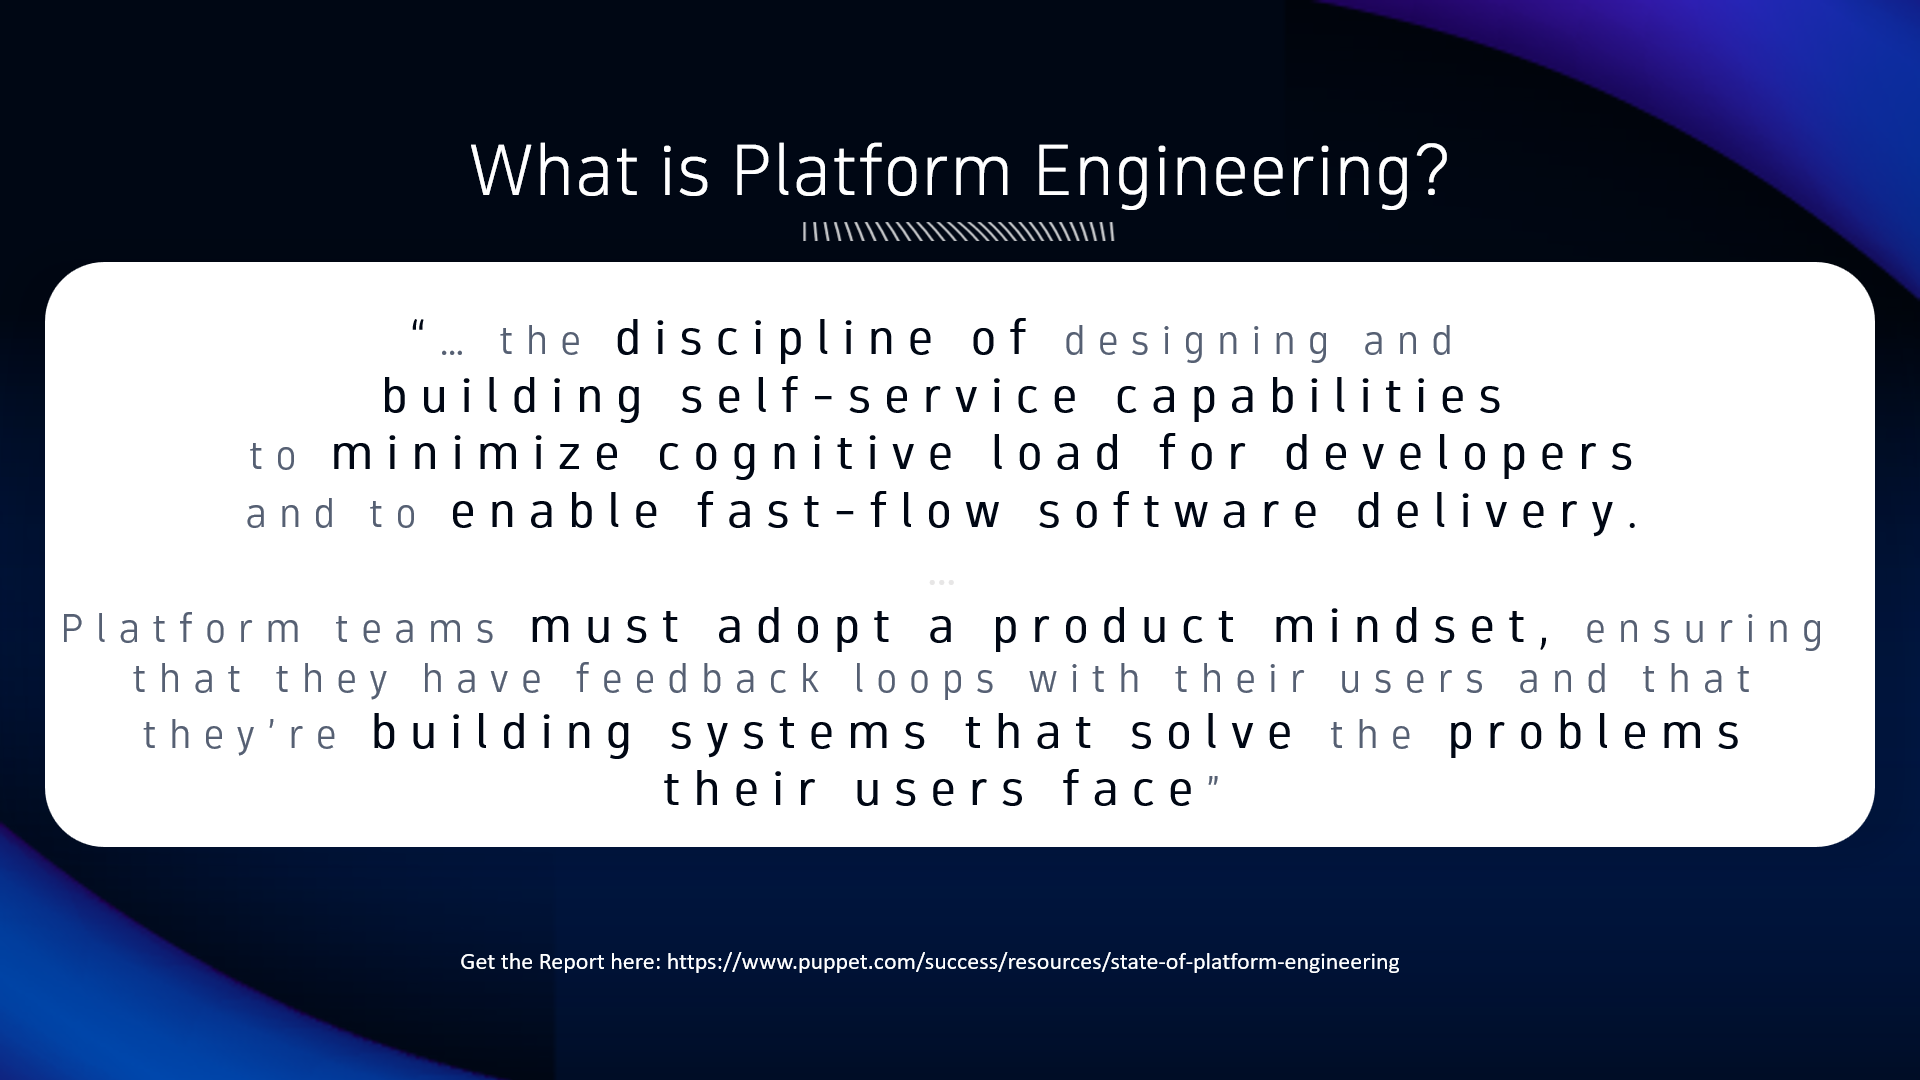 What is Platform Engineering?
“… the discipline of designing and
building self-service capabilities
to minimize cognitive load for developers
and to enable fast-flow software delivery.
…
Platform teams must adopt a product mindset, ensuring
that they have feedback loops with their users and that
they’re building systems that solve the problems
their users face”
Get the Report here: https://www.puppet.com/success/resources/state-of-platform-engineering